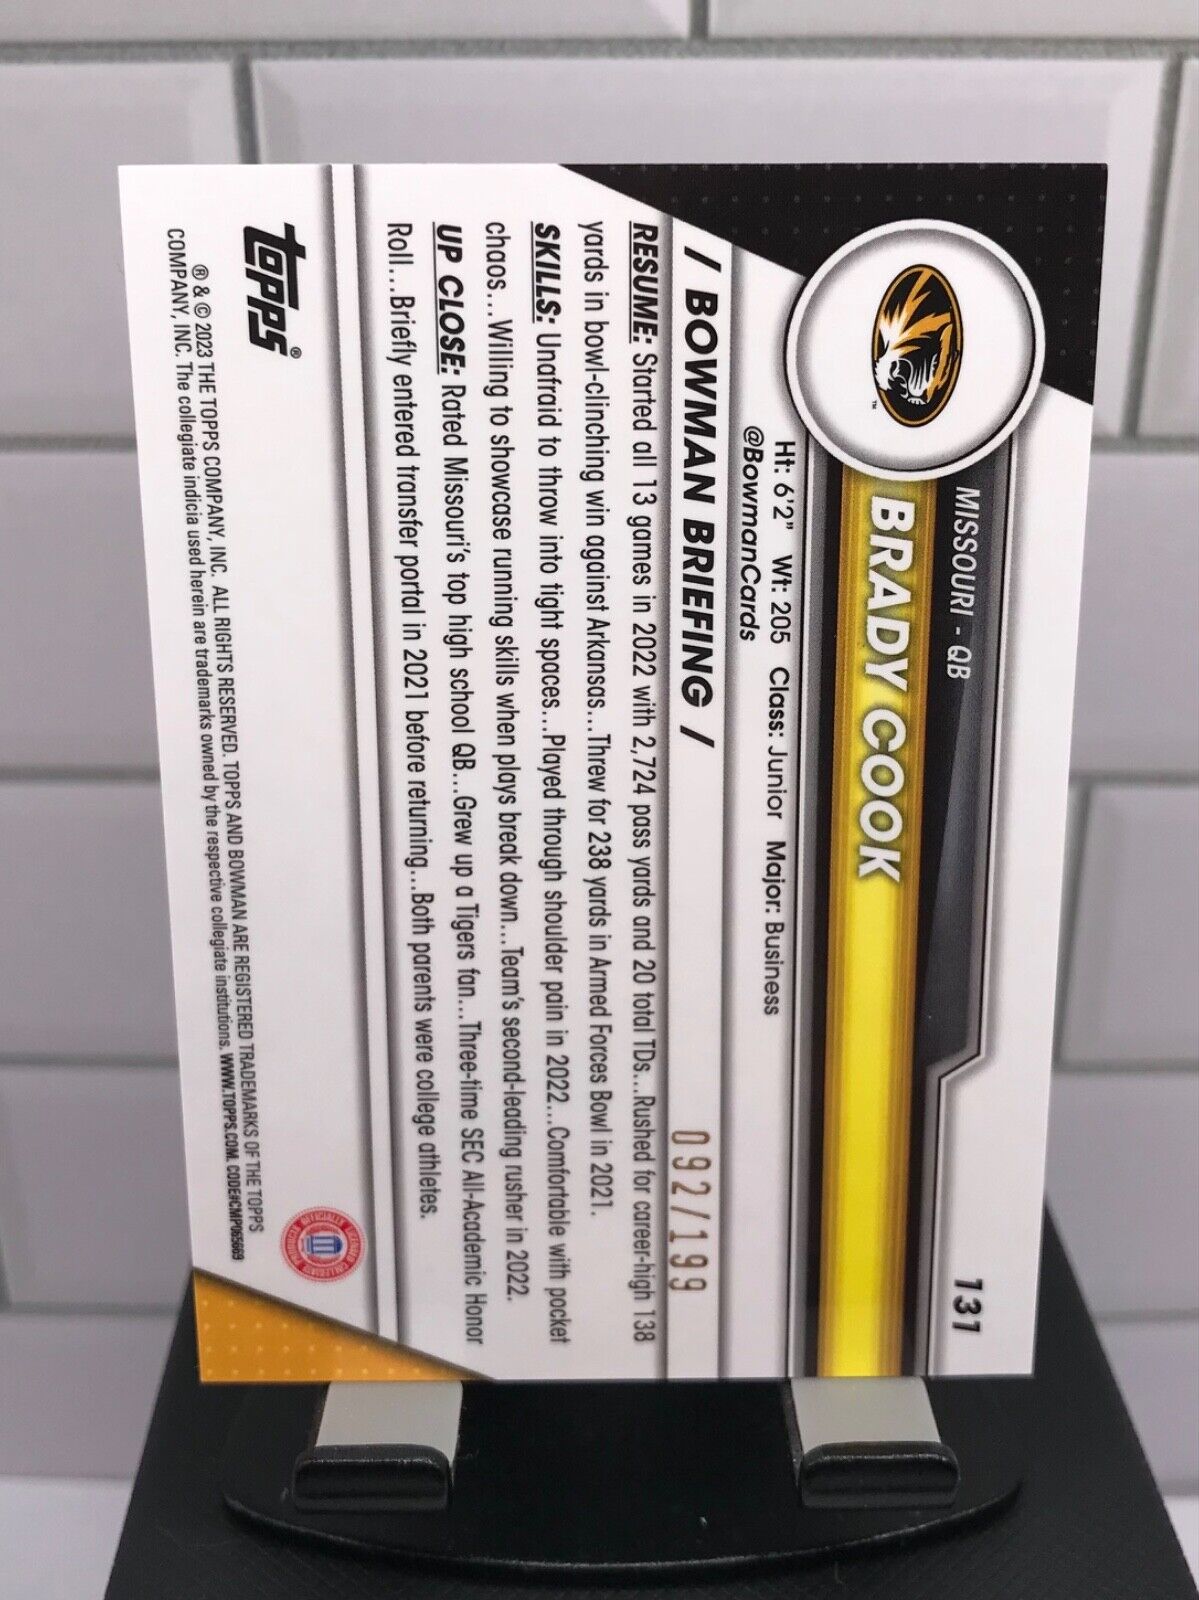 MISSOURI - QB
131
BRADY COOK
Ht: 6'2" Wt: 205 Class: Junior Major: Business
@BowmanCards
/ BOWMAN BRIEFING /
092/199
RESUME: Started all 13 games in 2022 with 2,724 pass yards and 20 total TDs...Rushed for career-high 138
yards in bowl-clinching win against Arkansas...Threw for 238 yards in Armed Forces Bowl in 2021.
SKILLS: Unafraid to throw into tight spaces...Played through shoulder pain in 2022...Comfortable with pocket
chaos...Willing to showcase running skills when plays break down...Team's second-leading rusher in 2022.
UP CLOSE: Rated Missouri's top high school QB...Grew up a Tigers fan...Three-time SEC All-Academic Honor
Roll...Briefly entered transfer portal in 2021 before returning...Both parents were college athletes.
topps®
® & © 2023 THE TOPPS COMPANY, INC. ALL RIGHTS RESERVED. TOPPS AND BOWMAN ARE REGISTERED TRADEMARKS OF THE TOPPS
COMPANY, INC. The collegiate indicia used herein are trademarks owned by the respective collegiate institutions. WWW.TOPPS.COM. CODE#CMP065669
OFFICIALLY LICENSED COLLEGIATE PRODUCTS
TM